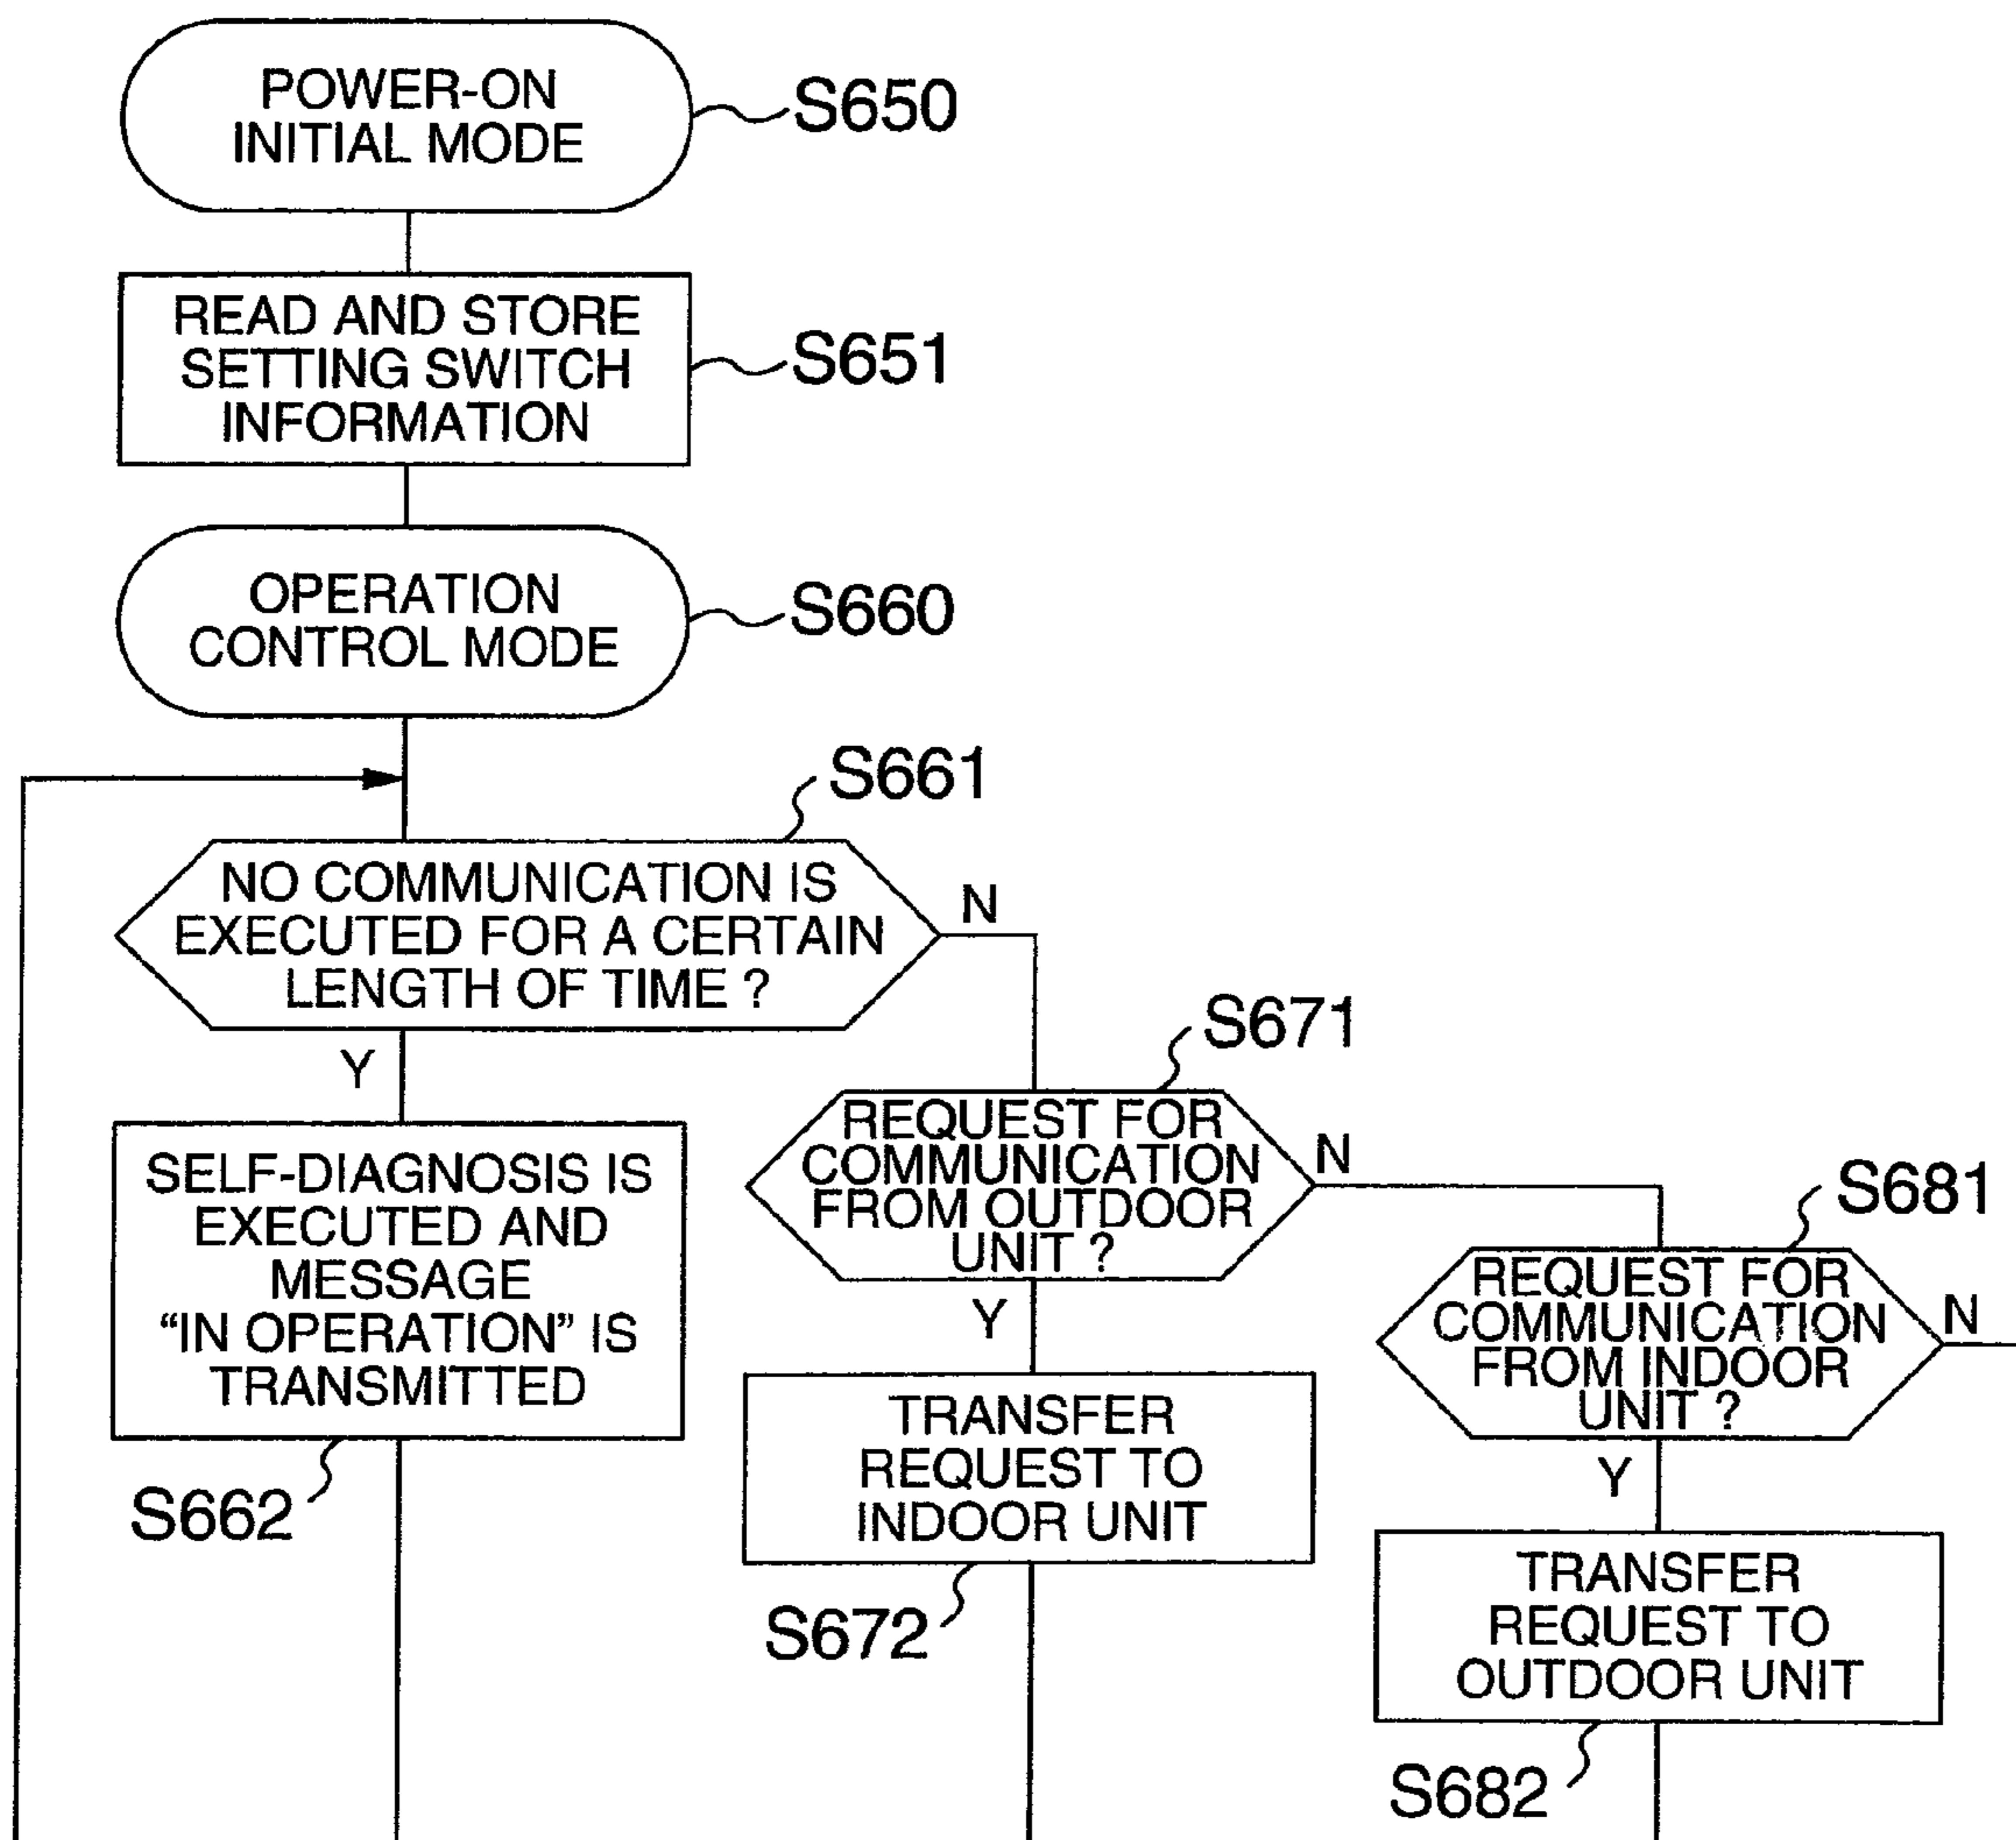 POWER-ON
INITIAL MODE
S650
READ AND STORE
SETTING SWITCH
INFORMATION
S651
OPERATION
CONTROL MODE
S660
S661
NO COMMUNICATION IS
EXECUTED FOR A CERTAIN
LENGTH OF TIME ?
N
Y
SELF-DIAGNOSIS IS
EXECUTED AND
MESSAGE
“IN OPERATION” IS
TRANSMITTED
S662
S671
REQUEST FOR
COMMUNICATION
FROM OUTDOOR
UNIT ?
N
Y
TRANSFER
REQUEST TO
INDOOR UNIT
S672
S681
REQUEST FOR
COMMUNICATION
FROM INDOOR
UNIT ?
N
Y
TRANSFER
REQUEST TO
OUTDOOR UNIT
S682